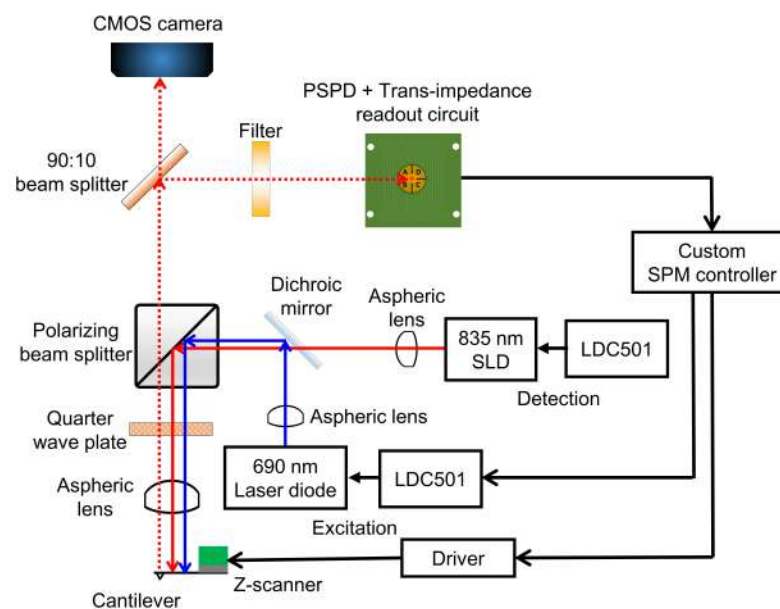 CMOS camera
PSPD + Trans-impedance
readout circuit
Filter
90:10
beam splitter
A D
B C
Custom
SPM controller
Dichroic
mirror
Aspheric
lens
Polarizing
beam splitter
835 nm
SLD
LDC501
Detection
Aspheric lens
Quarter
wave plate
690 nm
Laser diode
LDC501
Aspheric
lens
Excitation
Driver
Z-scanner
Cantilever